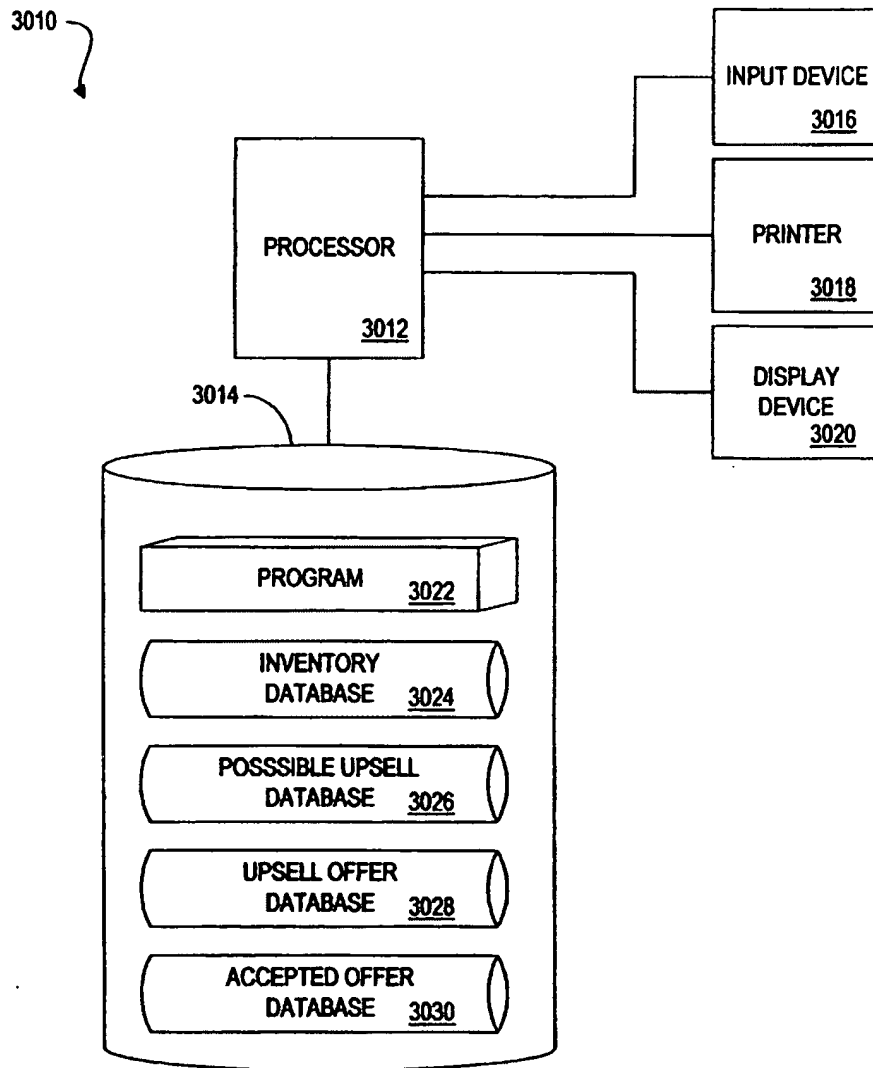 3010
INPUT DEVICE
3016
PROCESSOR
3012
PRINTER
3018
DISPLAY
DEVICE
3020
3014
PROGRAM
3022
INVENTORY
DATABASE
3024
POSSSIBLE UPSELL
DATABASE
3026
UPSELL OFFER
DATABASE
3028
ACCEPTED OFFER
DATABASE
3030